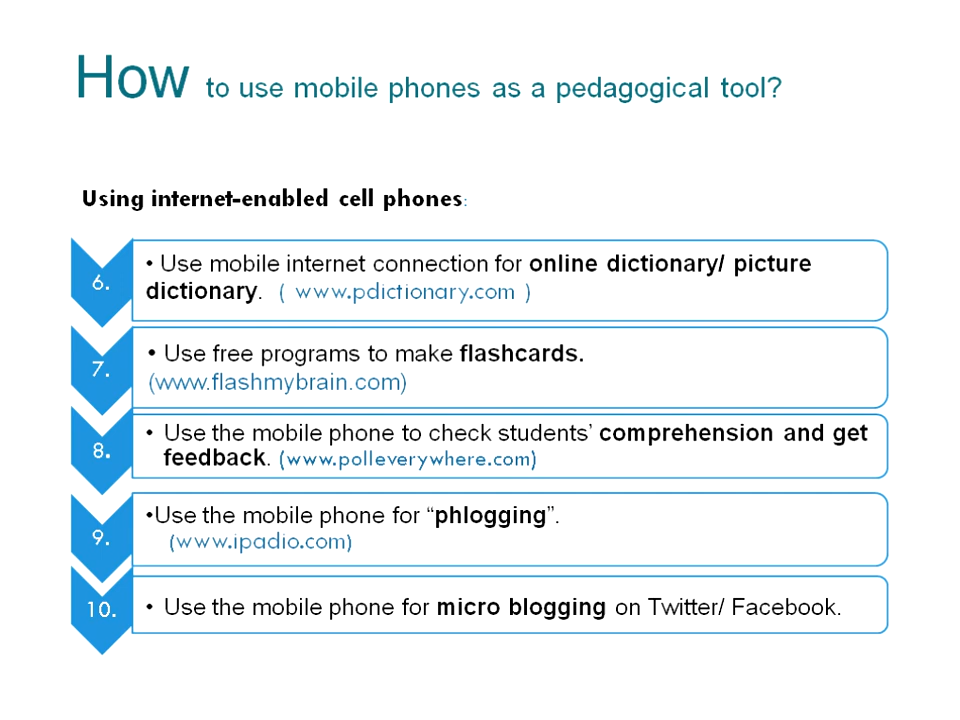 How to use mobile phones as a pedagogical tool?
Using internet-enabled cell phones:
6.
• Use mobile internet connection for online dictionary/ picture
dictionary. ( www.pdictionary.com )
7.
• Use free programs to make flashcards.
(www.flashmybrain.com)
8.
• Use the mobile phone to check students’ comprehension and get
feedback. (www.polleverywhere.com)
9.
•Use the mobile phone for “phlogging”.
(www.ipadio.com)
10.
• Use the mobile phone for micro blogging on Twitter/ Facebook.